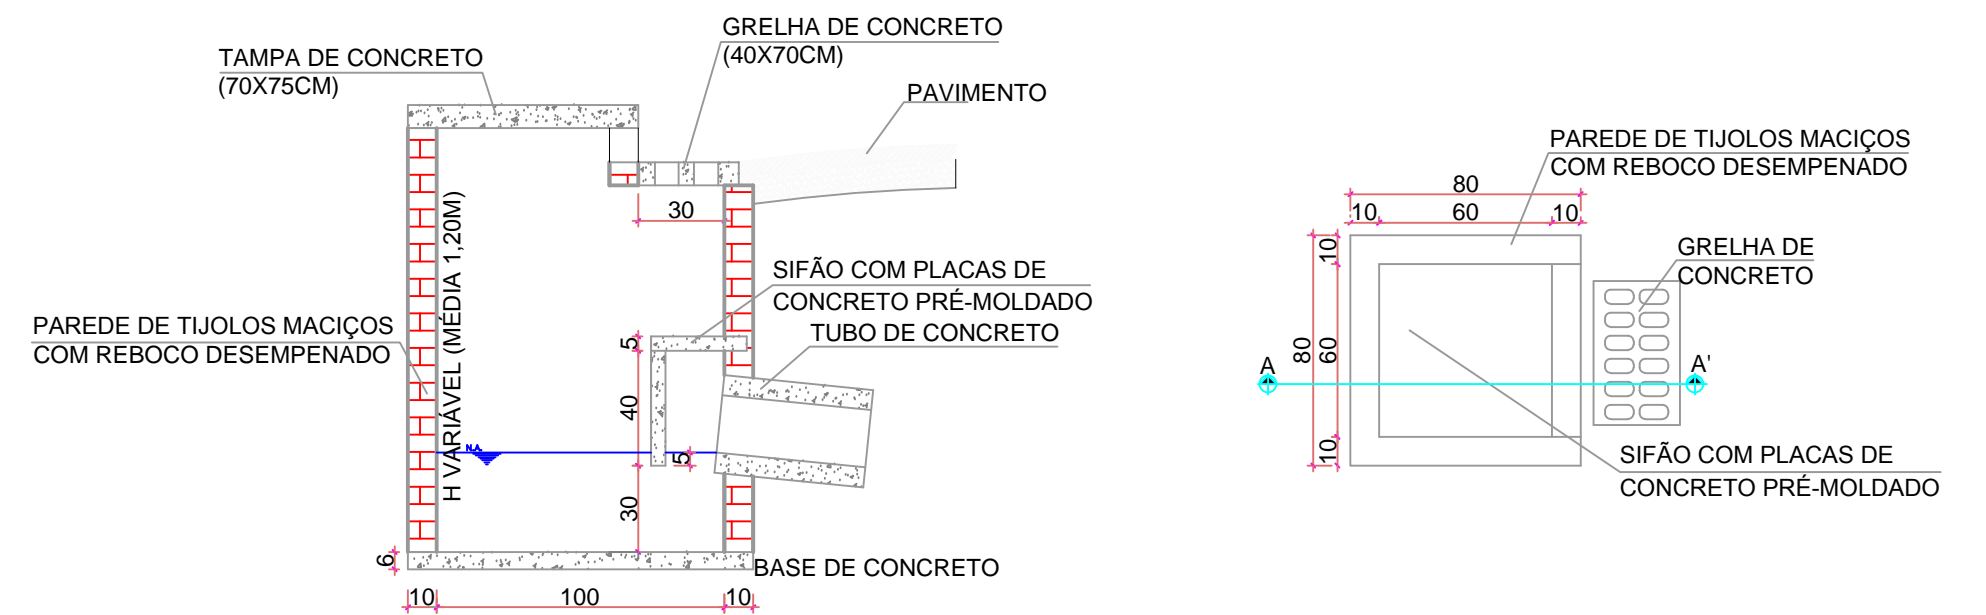 GRELHA DE CONCRETO
(40X70CM)
TAMPA DE CONCRETO
(70X75CM)
PAVIMENTO
30
H VARIÁVEL (MÉDIA 1,20M)
SIFÃO COM PLACAS DE
CONCRETO PRÉ-MOLDADO
TUBO DE CONCRETO
PAREDE DE TIJOLOS MACIÇOS
COM REBOCO DESEMPENADO
5
40
N.A.
5
30
6
BASE DE CONCRETO
10
100
10
PAREDE DE TIJOLOS MACIÇOS
COM REBOCO DESEMPENADO
80
10
60
10
GRELHA DE
CONCRETO
10
80
60
10
A
A'
SIFÃO COM PLACAS DE
CONCRETO PRÉ-MOLDADO